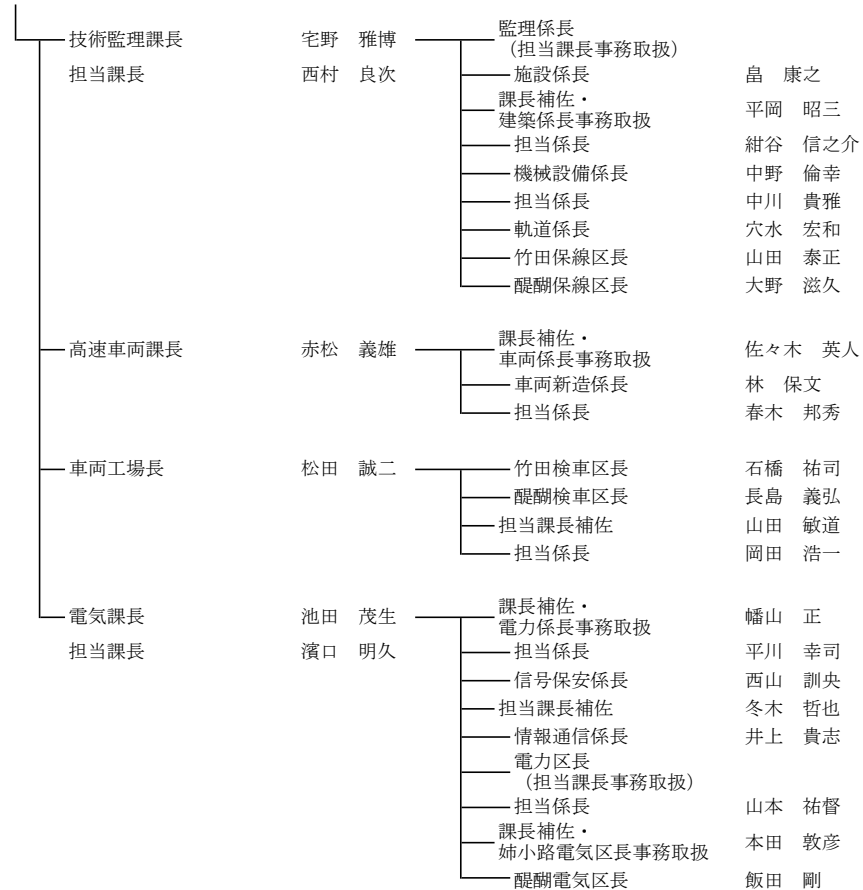 技術監理課長 宅野 雅博 監理係長
（担当課長事務取扱）
担当課長 西村 良次 施設係長 畠 康之
課長補佐・
建築係長事務取扱 平岡 昭三
担当係長 紺谷 信之介
機械設備係長 中野 倫幸
担当係長 中川 貴雅
軌道係長 穴水 宏和
竹田保線区長 山田 泰正
醍醐保線区長 大野 滋久
高速車両課長 赤松 義雄 課長補佐・
車両係長事務取扱 佐々木 英人
車両新造係長 林 保文
担当係長 春木 邦秀
車両工場長 松田 誠二 竹田検車区長 石橋 祐司
醍醐検車区長 長島 義弘
担当課長補佐 山田 敏道
担当係長 岡田 浩一
電気課長 池田 茂生 課長補佐・
電力係長事務取扱 幡山 正
担当課長 濱口 明久 担当係長 平川 幸司
信号保安係長 西山 訓央
担当課長補佐 冬木 哲也
情報通信係長 井上 貴志
電力区長
（担当課長事務取扱）
担当係長 山本 祐督
課長補佐・
姉小路電気区長事務取扱 本田 敦彦
醍醐電気区長 飯田 剛